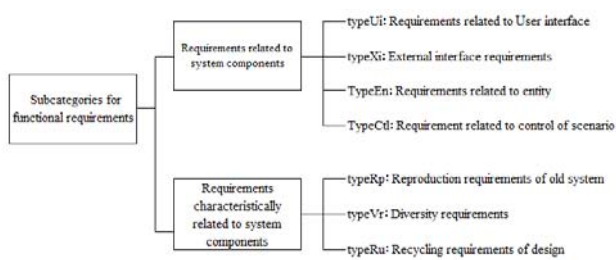 Subcategories for
functional requirements
Requirements related to
system components
typeUi: Requirements related to User interface
typeXi: External interface requirements
TypeEn: Requirements related to entity
TypeCtl: Requirement related to control of scenario
Requirements
characteristically
related to system
components
typeRp: Reproduction requirements of old system
typeVr: Diversity requirements
typeRu: Recycling requirements of design